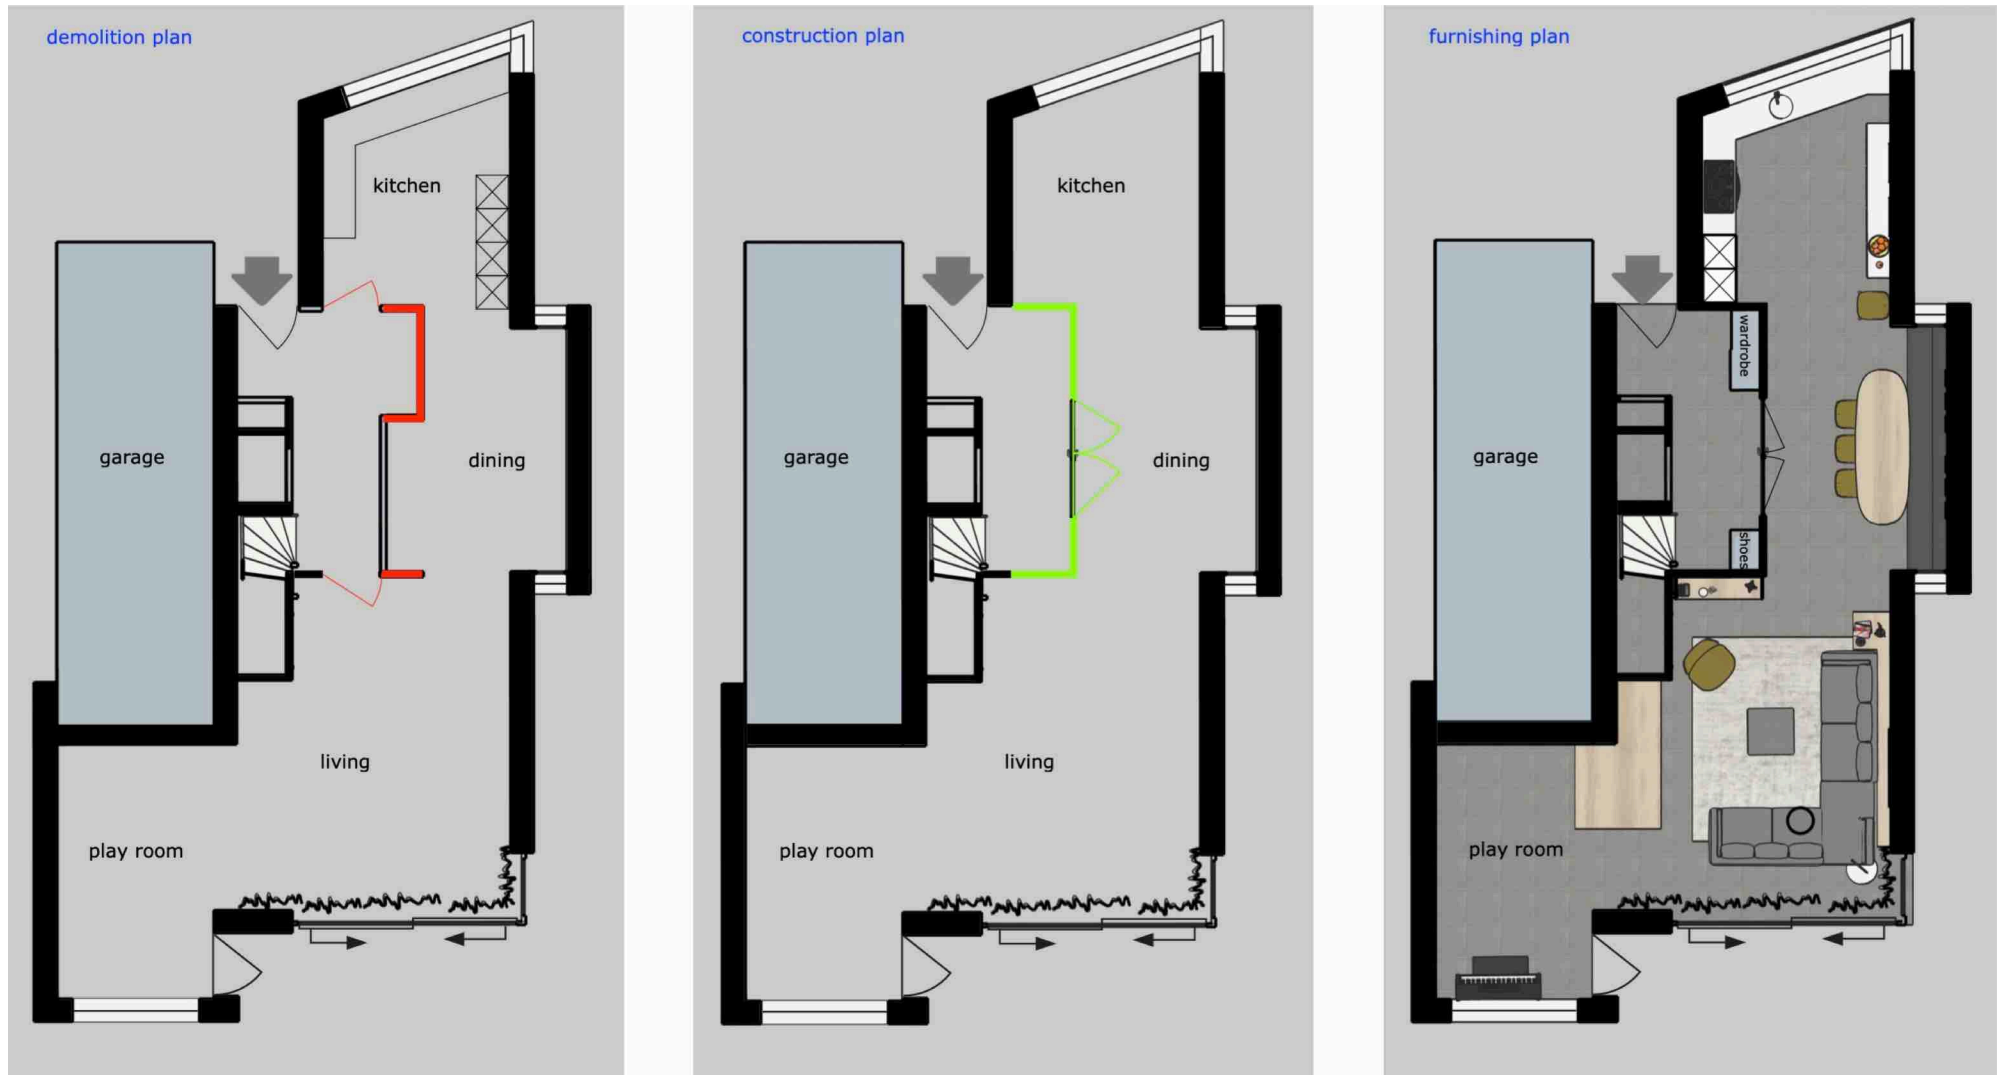 demolition plan
kitchen
garage
dining
living
play room
construction plan
kitchen
garage
dining
living
play room
furnishing plan
wardrobe
garage
shoes
play room